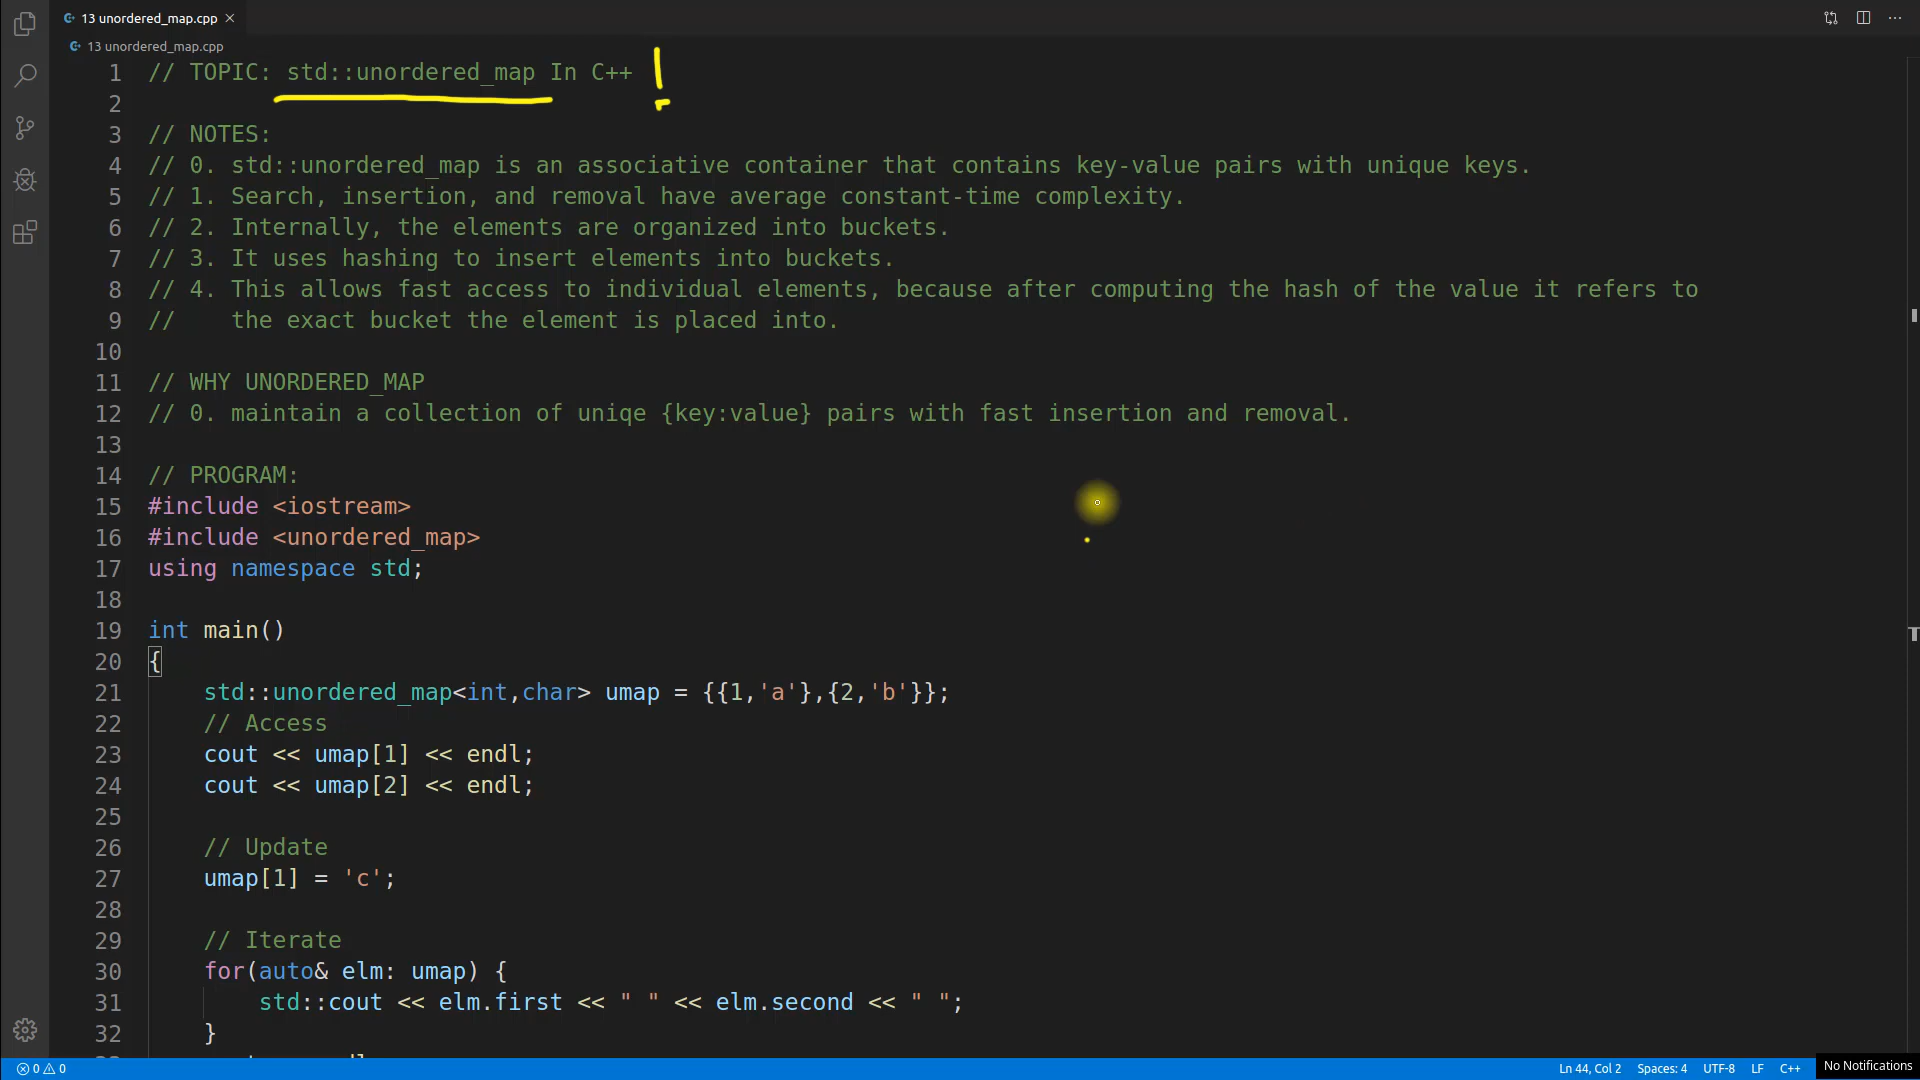 13 unordered_map.cpp
13 unordered_map.cpp
1 // TOPIC: std::unordered_map In C++ !
2
3 // NOTES:
4 // 0. std::unordered_map is an associative container that contains key-value pairs with unique keys.
5 // 1. Search, insertion, and removal have average constant-time complexity.
6 // 2. Internally, the elements are organized into buckets.
7 // 3. It uses hashing to insert elements into buckets.
8 // 4. This allows fast access to individual elements, because after computing the hash of the value it refers to
9 //    the exact bucket the element is placed into.
10
11 // WHY UNORDERED_MAP
12 // 0. maintain a collection of uniqe {key:value} pairs with fast insertion and removal.
13
14 // PROGRAM:
15 #include <iostream>
16 #include <unordered_map>
17 using namespace std;
18
19 int main()
20 {
21     std::unordered_map<int,char> umap = {{1,'a'},{2,'b'}};
22     // Access
23     cout << umap[1] << endl;
24     cout << umap[2] << endl;
25
26     // Update
27     umap[1] = 'c';
28
29     // Iterate
30     for(auto& elm: umap) {
31         std::cout << elm.first << " " << elm.second << " ";
32     }
0 0 Ln 44, Col 2 Spaces: 4 UTF-8 LF C++ No Notifications